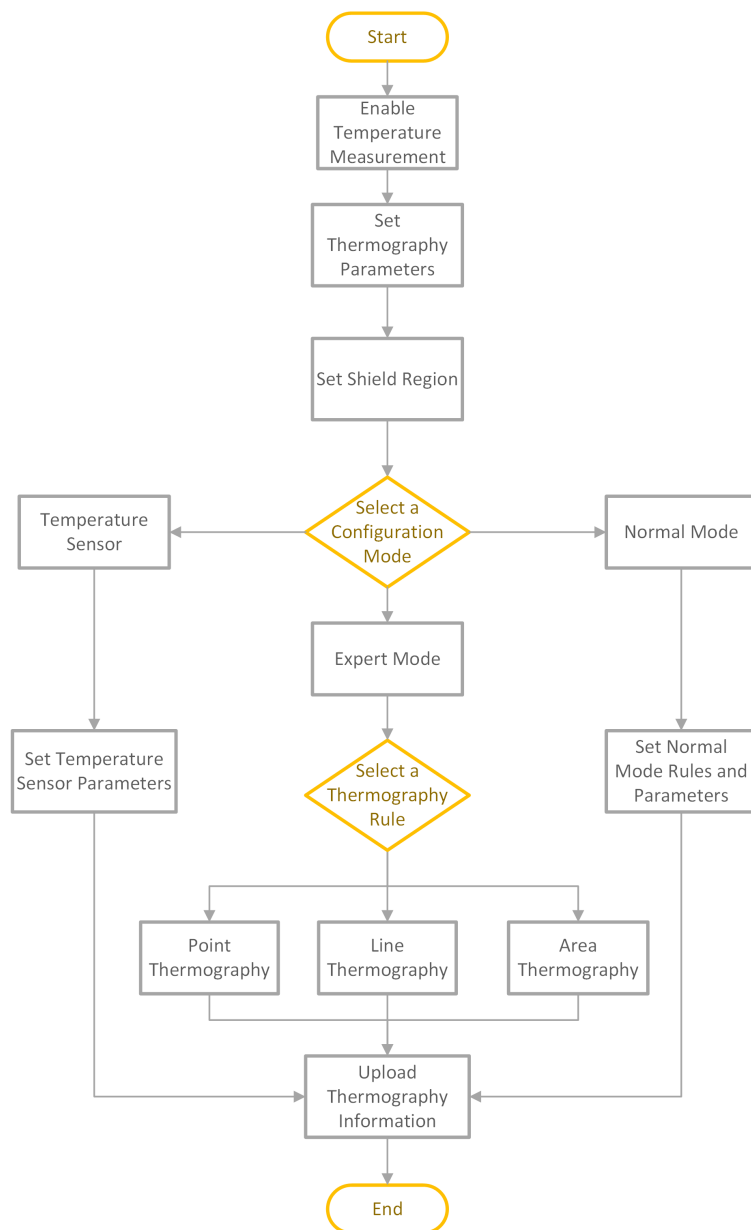 Start
Enable
Temperature
Measurement
Set
Thermography
Parameters
Set Shield Region
Temperature
Sensor
Select a
Configuration
Mode
Normal Mode
Expert Mode
Set Temperature
Sensor Parameters
Select a
Thermography
Rule
Set Normal
Mode Rules and
Parameters
Point
Thermography
Line
Thermography
Area
Thermography
Upload
Thermography
Information
End